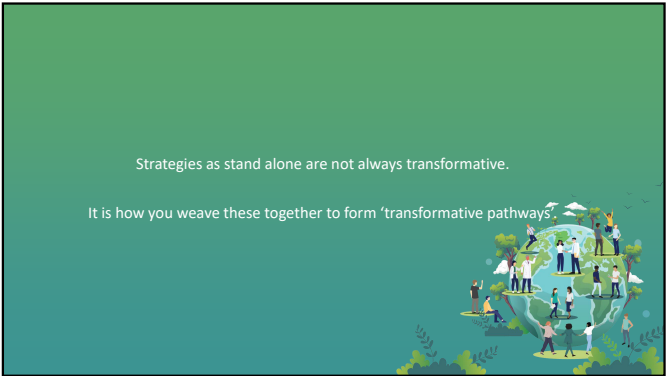 Strategies as stand alone are not always transformative.
It is how you weave these together to form ‘transformative pathways’